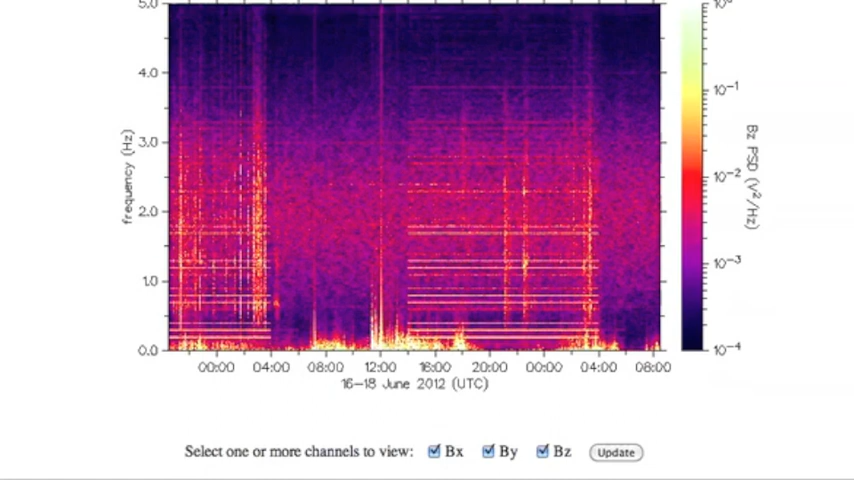 5.0
4.0
3.0
2.0
1.0
0.0
frequency (Hz)
00:00 04:00 08:00 12:00 16:00 20:00 00:00 04:00 08:00
16-18 June 2012 (UTC)
10⁰
10⁻¹
10⁻²
10⁻³
10⁻⁴
Bz PSD (V²/Hz)
Select one or more channels to view: Bx By Bz Update